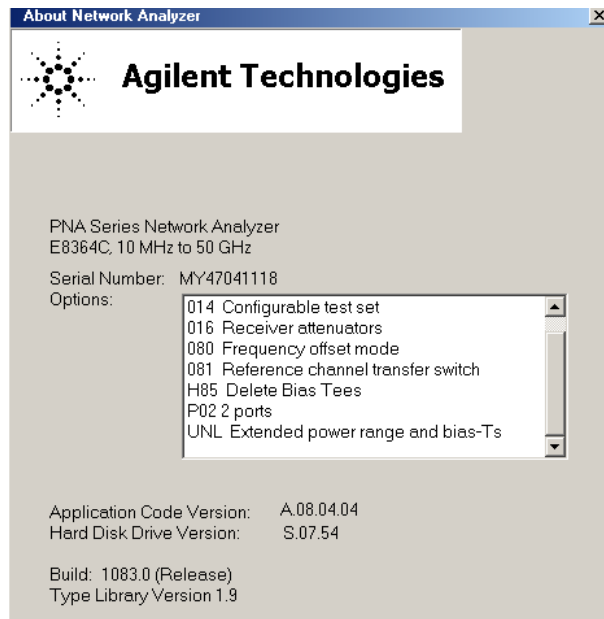 About Network Analyzer
Agilent Technologies
PNA Series Network Analyzer
E8364C, 10 MHz to 50 GHz
Serial Number: MY47041118
Options:
014 Configurable test set
016 Receiver attenuators
080 Frequency offset mode
081 Reference channel transfer switch
H85 Delete Bias Tees
P02 2 ports
UNL Extended power range and bias-Ts
Application Code Version: A.08.04.04
Hard Disk Drive Version: S.07.54
Build: 1083.0 (Release)
Type Library Version 1.9